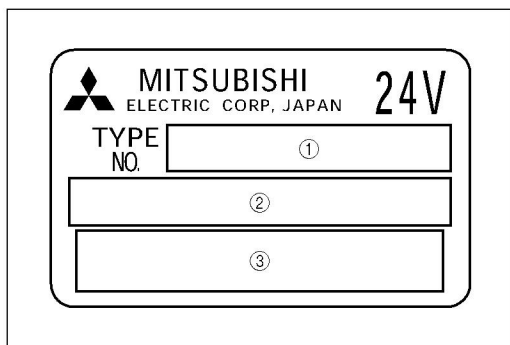 MITSUBISHI
ELECTRIC CORP, JAPAN
24V
TYPE
NO.
①
②
③